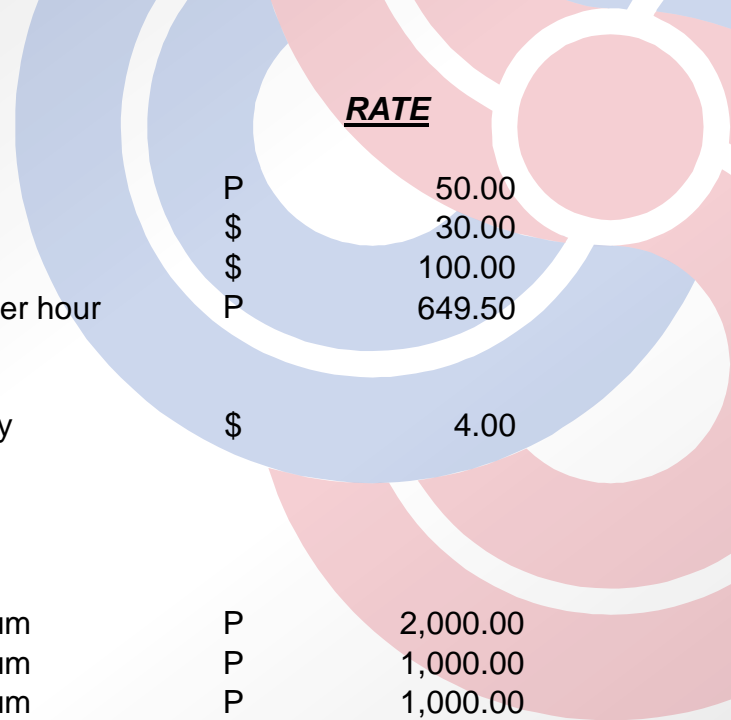 RATE
P 50.00
$ 30.00
$ 100.00
er hour P 649.50
y $ 4.00
um P 2,000.00
um P 1,000.00
um P 1,000.00